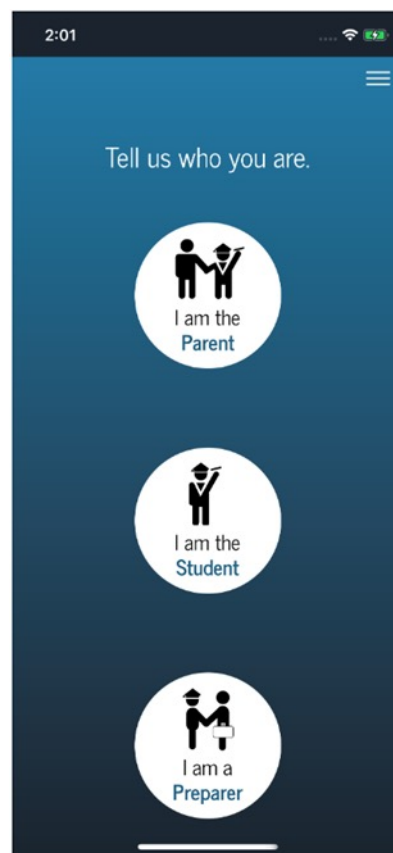 2:01
Tell us who you are.
I am the
Parent
I am the
Student
I am a
Preparer